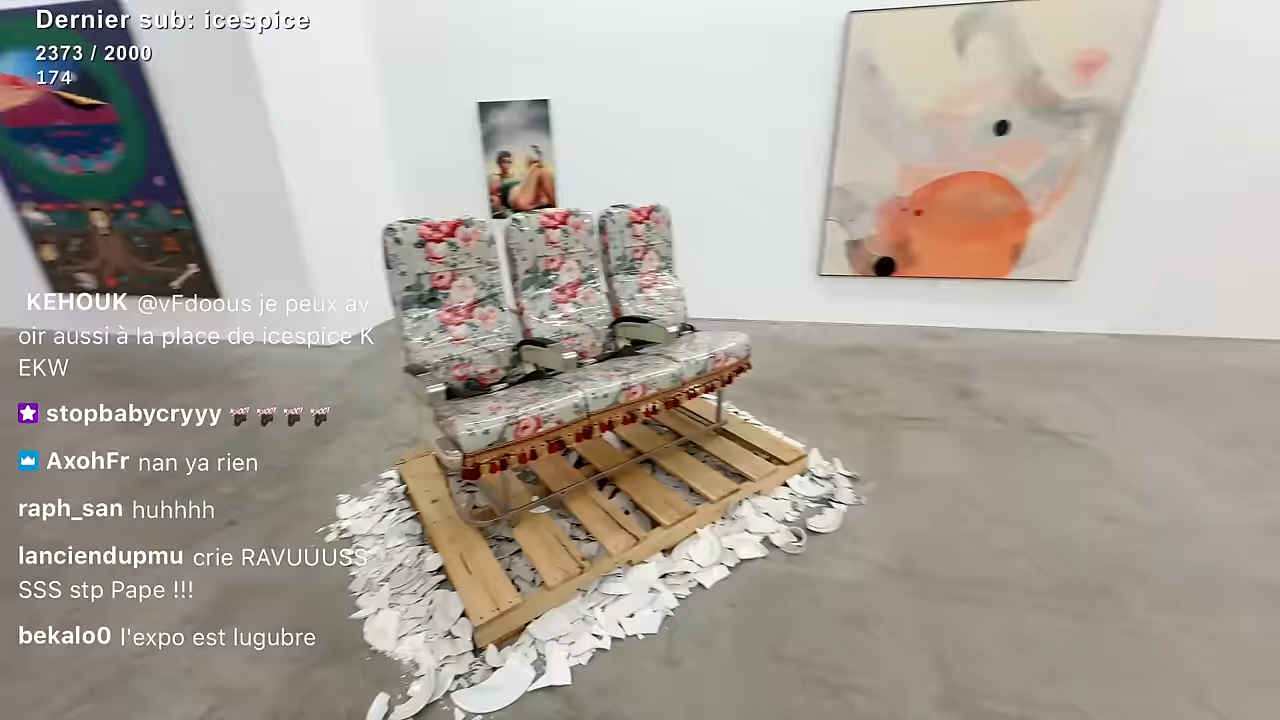 Dernier sub: icespice
2373 / 2000
174
KEHOUK @vFdoous je peux av
oir aussi à la place de icespice K
EKW
stopbabycryyy
AxohFr nan ya rien
raph_san huhhhh
lanciendupmu crie RAVUÚUSS
SSS stp Pape !!!
bekalo0 l'expo est lugubre